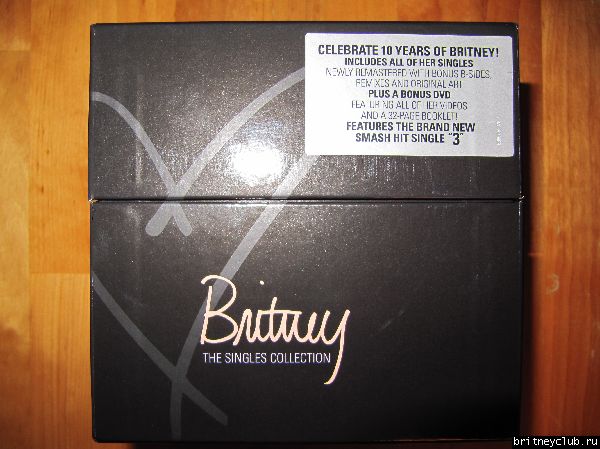 CELEBRATE 10 YEARS OF BRITNEY!
INCLUDES ALL OF HER SINGLES
NEWLY REMASTERED WITH BONUS B-SIDES,
REMIXES AND ORIGINAL ART
PLUS A BONUS DVD
FEATURING ALL OF HER VIDEOS
AND A 32-PAGE BOOKLET!
FEATURES THE BRAND NEW
SMASH HIT SINGLE "3"
Britney
THE SINGLES COLLECTION
britneyclub.ru